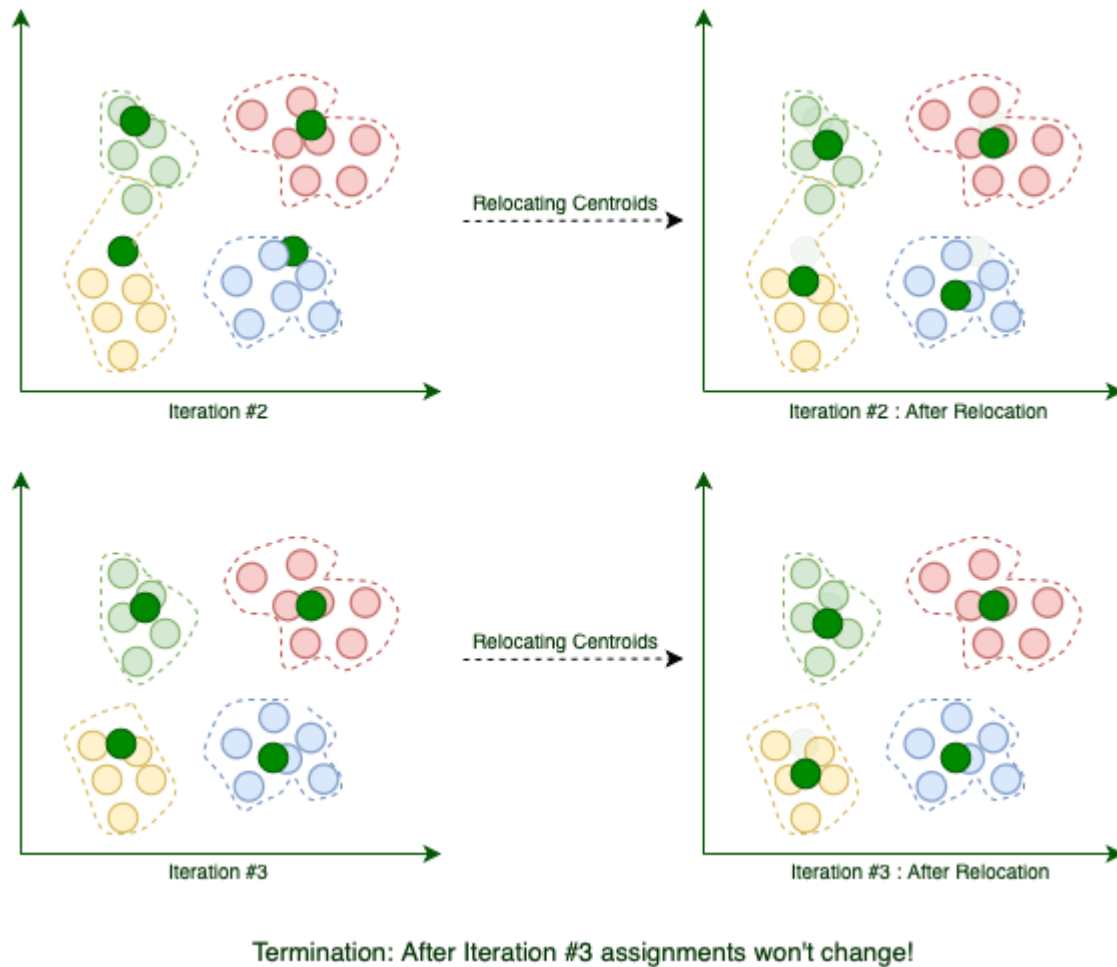 Relocating Centroids
Iteration #2
Iteration #2 : After Relocation
Relocating Centroids
Iteration #3
Iteration #3 : After Relocation
Termination: After Iteration #3 assignments won't change!